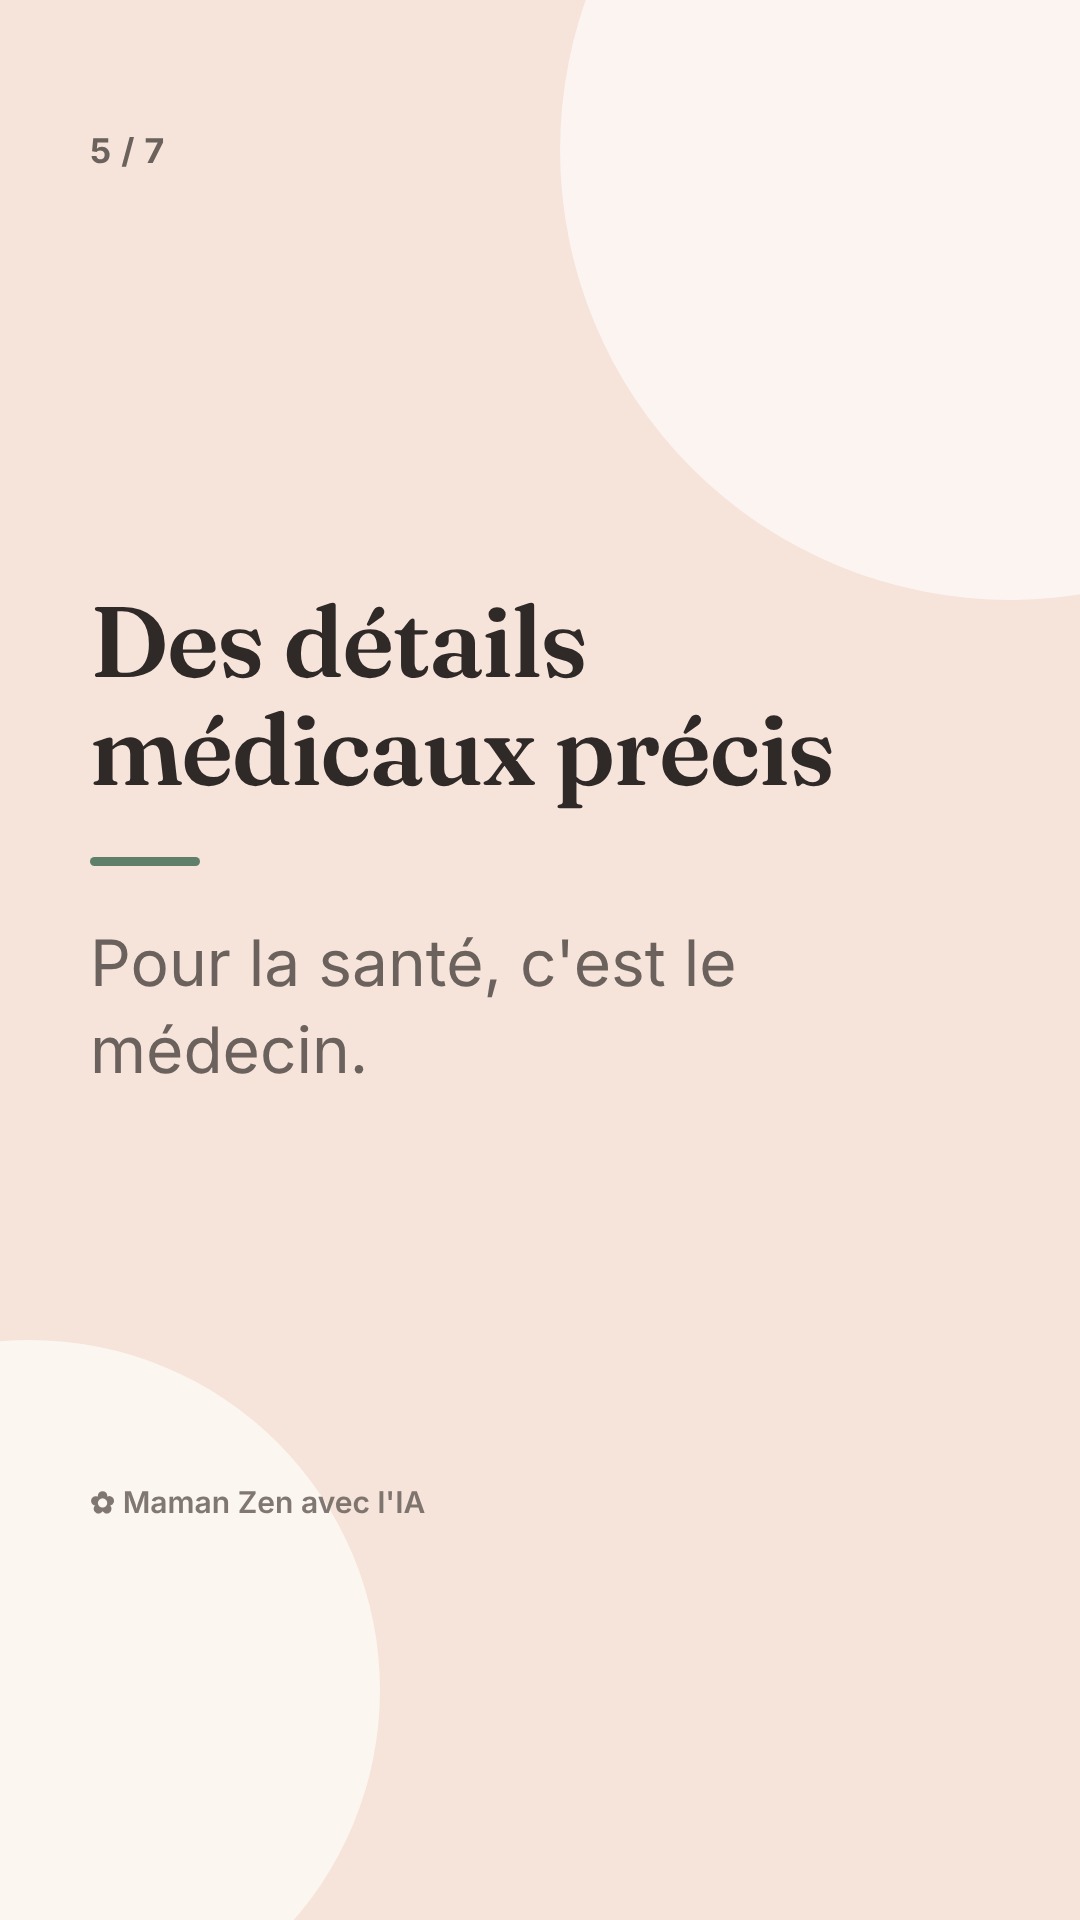 5 / 7
Des détails
médicaux précis
Pour la santé, c'est le
médecin.
✿ Maman Zen avec l'IA